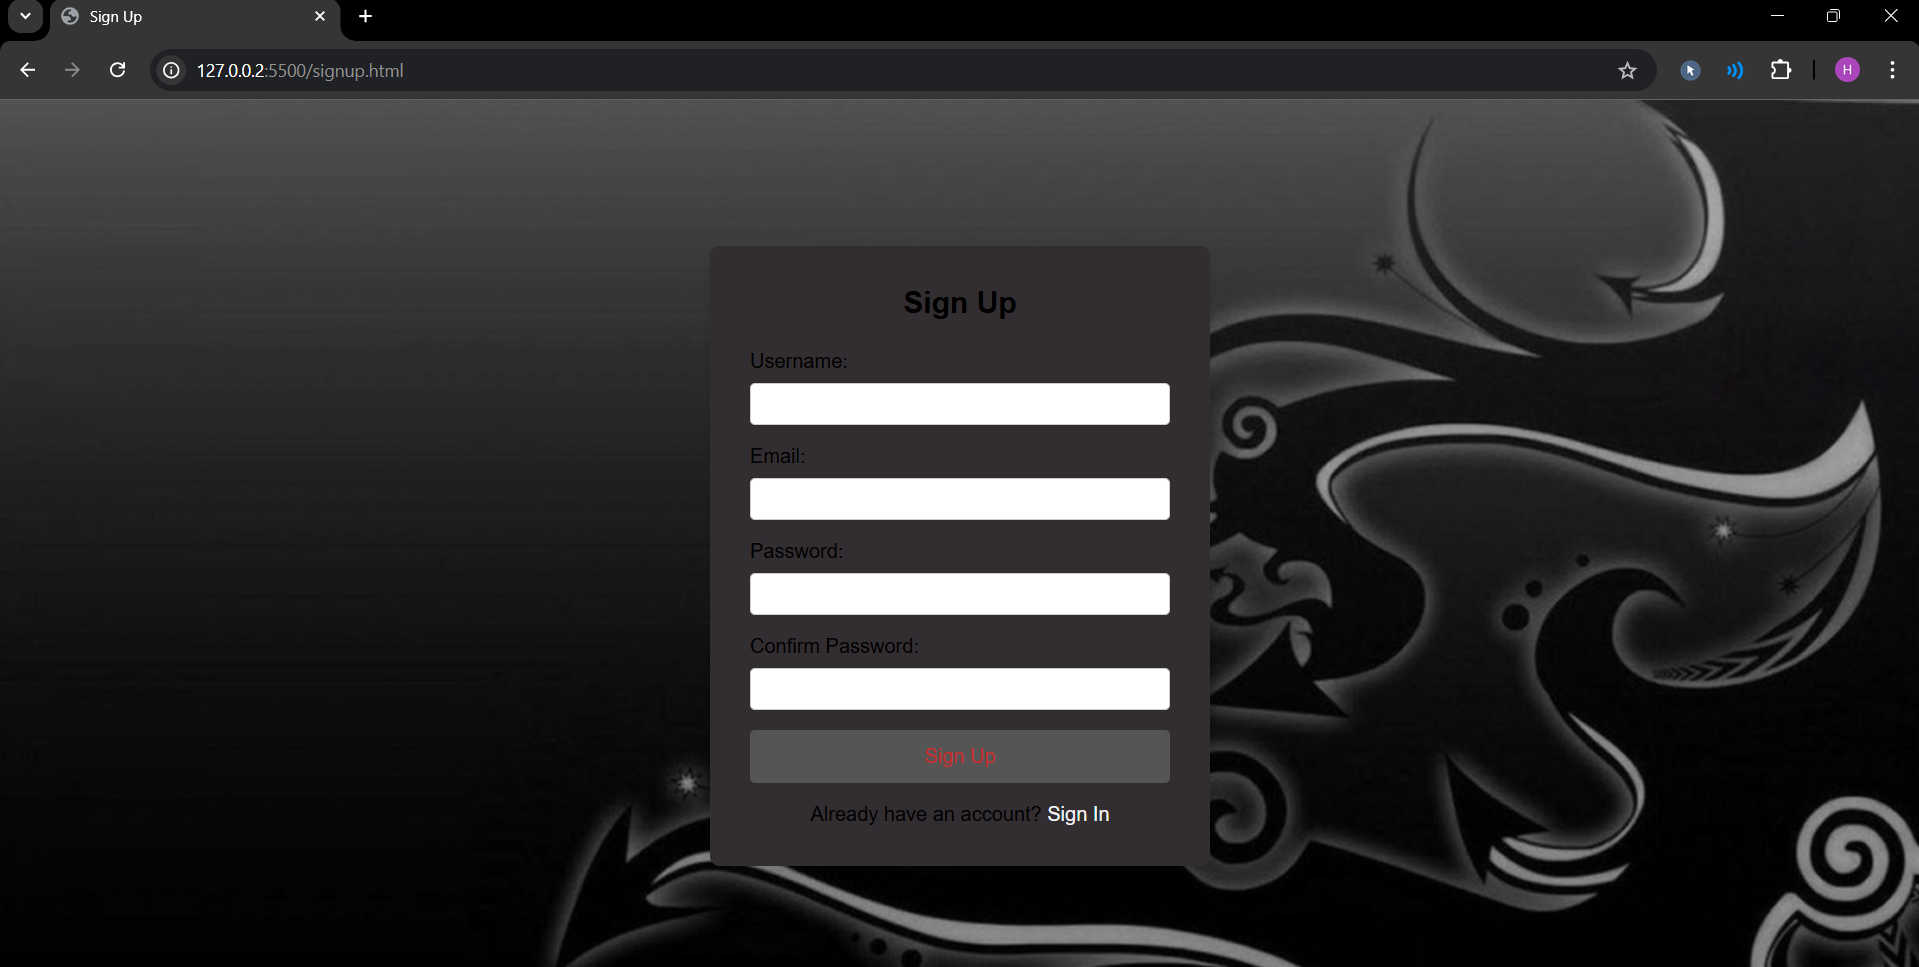 Sign Up
127.0.0.2:5500/signup.html
H
Sign Up
Username:
Email:
Password:
Confirm Password:
Sign Up
Already have an account? Sign In